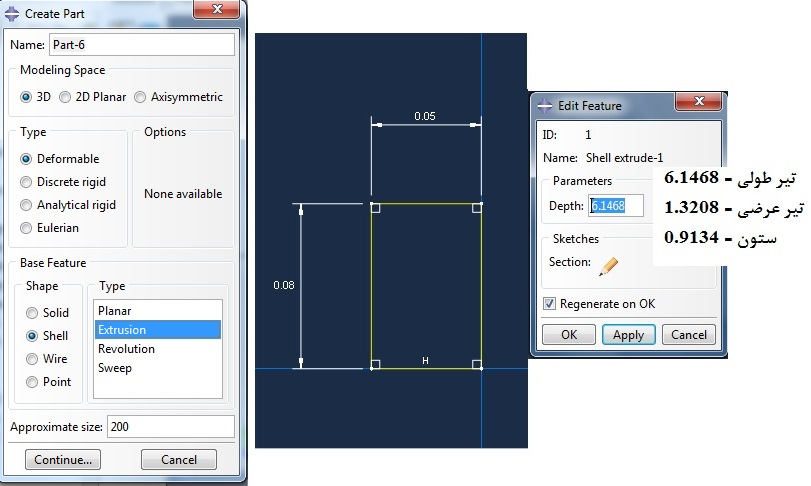 Create Part
Name: Part-6
Modeling Space
3D 2D Planar Axisymmetric
Type
Deformable
Discrete rigid
Analytical rigid
Eulerian
Options
None available
Base Feature
Shape
Solid
Shell
Wire
Point
Type
Planar
Extrusion
Revolution
Sweep
Approximate size: 200
Continue... Cancel
0.05
0.08
H
Edit Feature
ID: 1
Name: Shell extrude-1
Parameters
Depth: 6.1468
Sketches
Section:
Regenerate on OK
OK Apply Cancel
تیر طولی - 6.1468
تیر عرضی - 1.3208
ستون - 0.9134